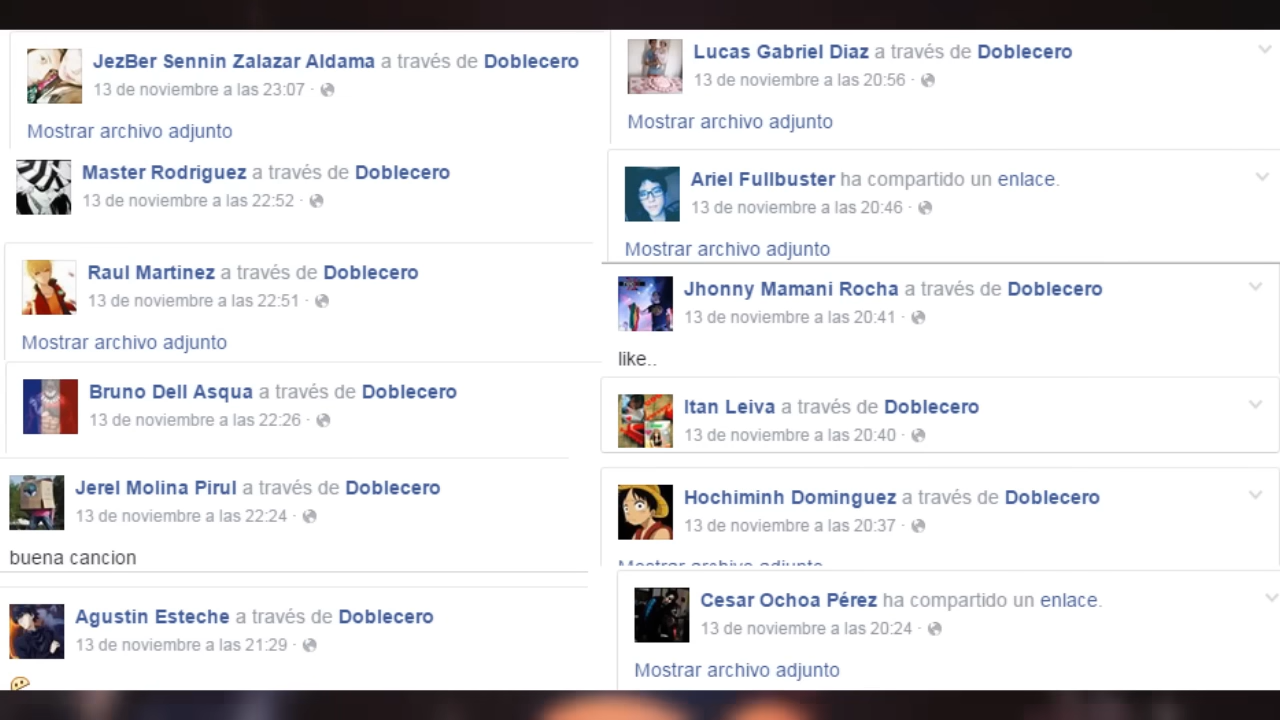 JezBer Sennin Zalazar Aldama a través de Doblecero
13 de noviembre a las 23:07 ·
Mostrar archivo adjunto
Master Rodriguez a través de Doblecero
13 de noviembre a las 22:52 ·
Raul Martinez a través de Doblecero
13 de noviembre a las 22:51 ·
Mostrar archivo adjunto
Bruno Dell Asqua a través de Doblecero
13 de noviembre a las 22:26 ·
Jerel Molina Pirul a través de Doblecero
13 de noviembre a las 22:24 ·
buena cancion
Agustin Esteche a través de Doblecero
13 de noviembre a las 21:29 ·
Lucas Gabriel Diaz a través de Doblecero
13 de noviembre a las 20:56 ·
Mostrar archivo adjunto
Ariel Fullbuster ha compartido un enlace.
13 de noviembre a las 20:46 ·
Mostrar archivo adjunto
Jhonny Mamani Rocha a través de Doblecero
13 de noviembre a las 20:41 ·
like..
Itan Leiva a través de Doblecero
13 de noviembre a las 20:40 ·
Hochiminh Dominguez a través de Doblecero
13 de noviembre a las 20:37 ·
Mostrar archivo adjunto
Cesar Ochoa Pérez ha compartido un enlace.
13 de noviembre a las 20:24 ·
Mostrar archivo adjunto